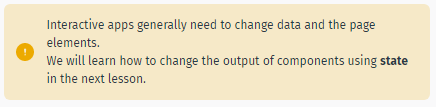 Interactive apps generally need to change data and the page
elements.
We will learn how to change the output of components using state
in the next lesson.